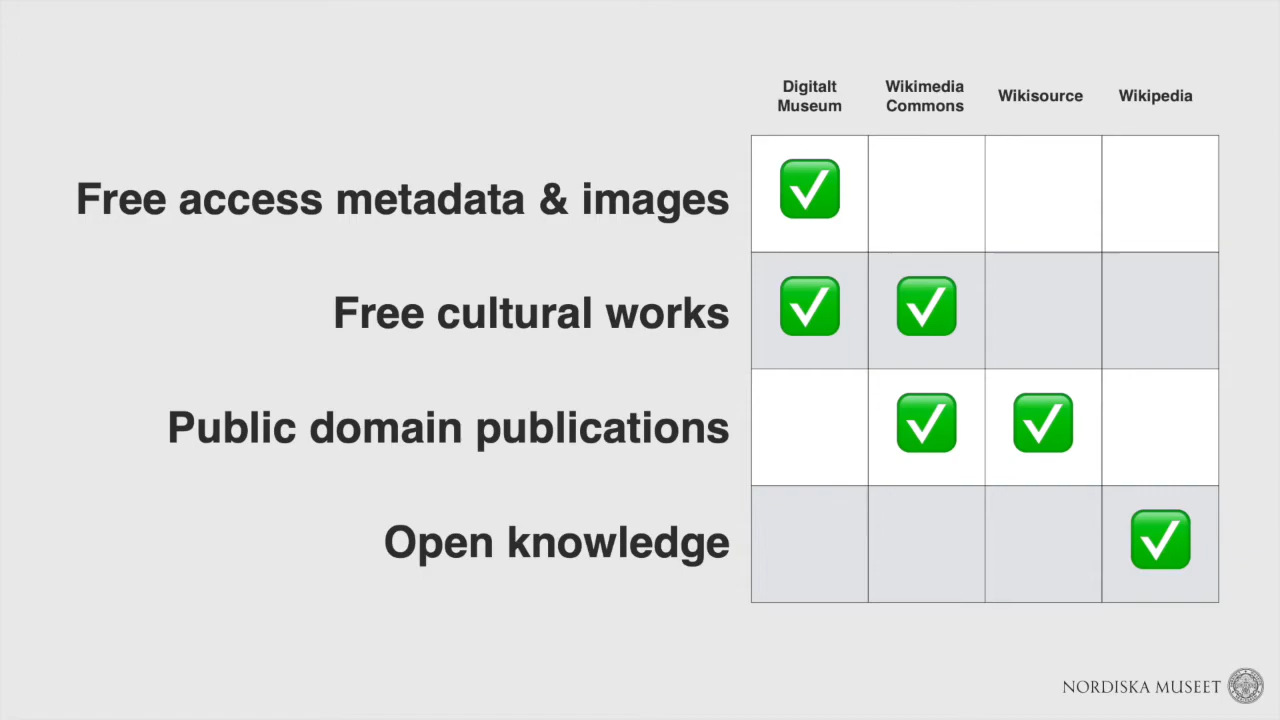 Digitalt
Museum
Wikimedia
Commons
Wikisource
Wikipedia
Free access metadata & images
Free cultural works
Public domain publications
Open knowledge
NORDISKA MUSEET